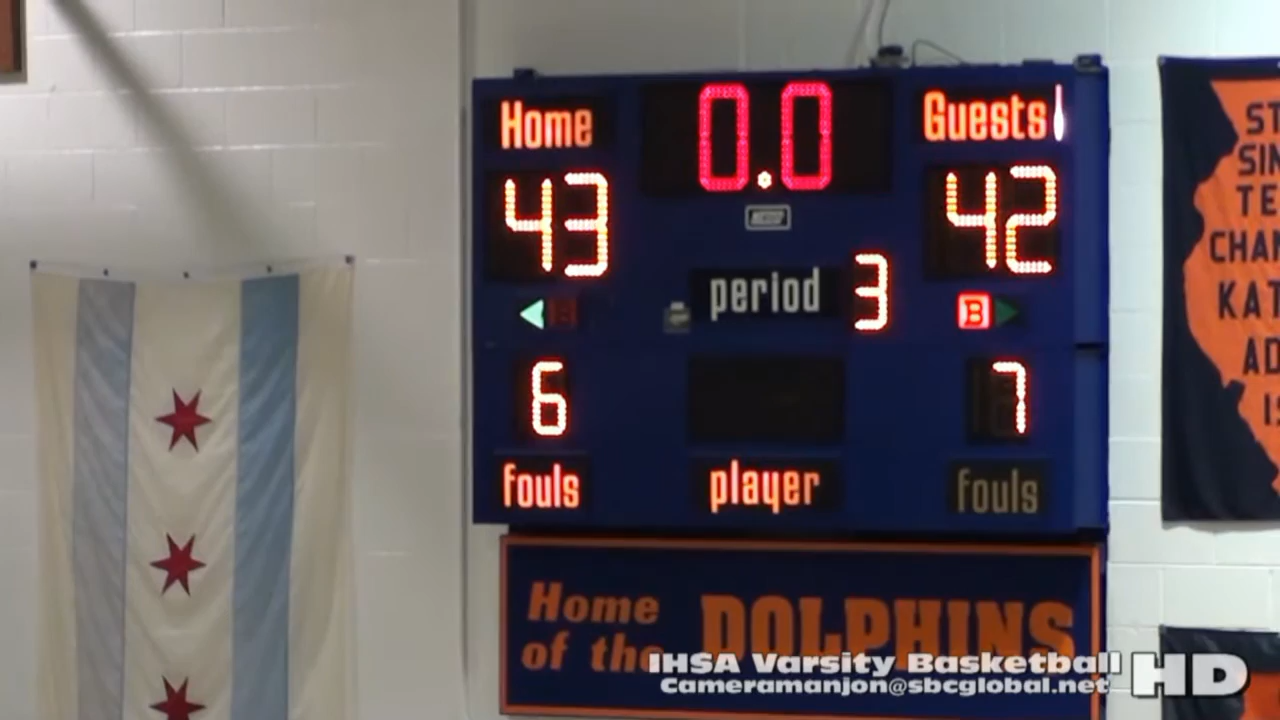 Home
0.0
Guests
43
42
period
3
B
B
6
7
fouls
player
fouls
Home
of the
DOLPHINS
IHSA Varsity Basketball
HD
Cameramanjon@sbcglobal.net